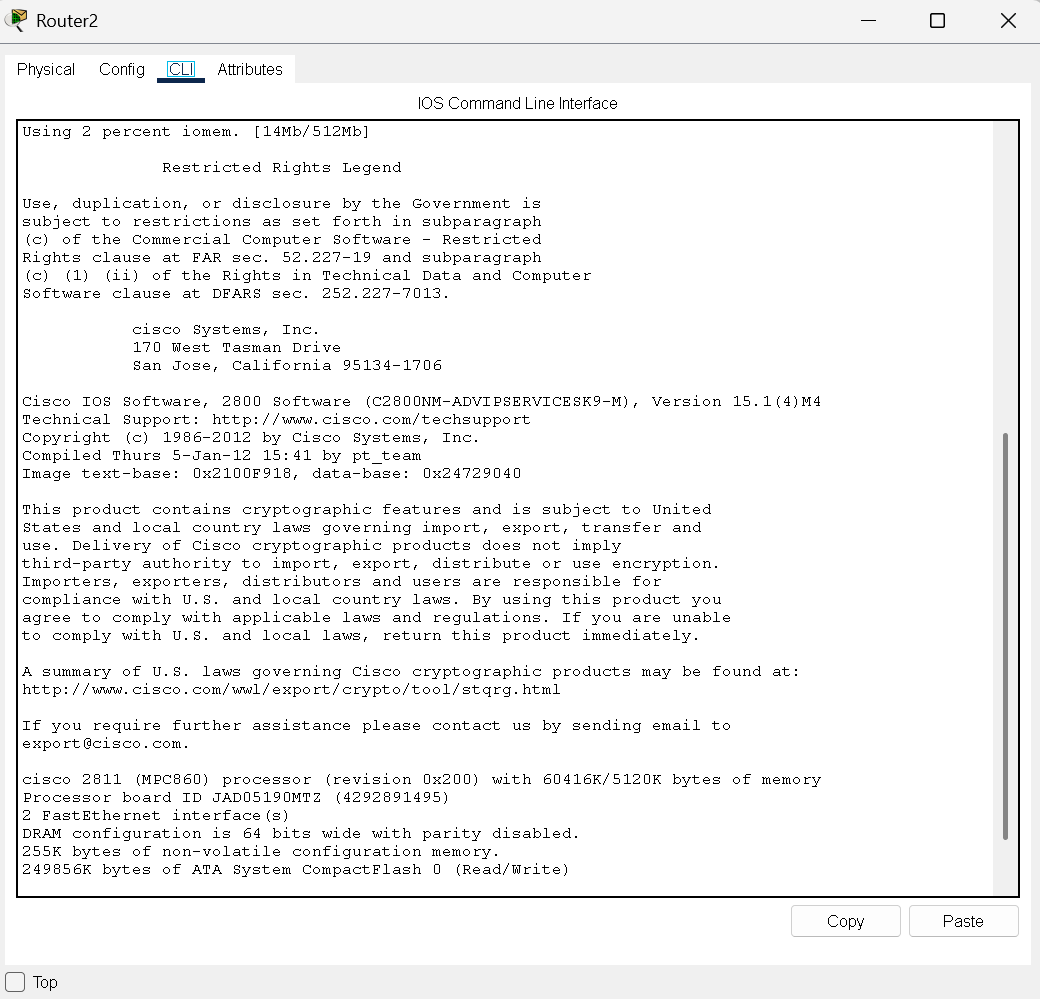 Router2
Physical Config CLI Attributes
IOS Command Line Interface
Using 2 percent iomem. [14Mb/512Mb]
Restricted Rights Legend
Use, duplication, or disclosure by the Government is
subject to restrictions as set forth in subparagraph
(c) of the Commercial Computer Software - Restricted
Rights clause at FAR sec. 52.227-19 and subparagraph
(c) (1) (ii) of the Rights in Technical Data and Computer
Software clause at DFARS sec. 252.227-7013.
cisco Systems, Inc.
170 West Tasman Drive
San Jose, California 95134-1706
Cisco IOS Software, 2800 Software (C2800NM-ADVIPSERVICESK9-M), Version 15.1(4)M4
Technical Support: http://www.cisco.com/techsupport
Copyright (c) 1986-2012 by Cisco Systems, Inc.
Compiled Thurs 5-Jan-12 15:41 by pt_team
Image text-base: 0x2100F918, data-base: 0x24729040
This product contains cryptographic features and is subject to United
States and local country laws governing import, export, transfer and
use. Delivery of Cisco cryptographic products does not imply
third-party authority to import, export, distribute or use encryption.
Importers, exporters, distributors and users are responsible for
compliance with U.S. and local country laws. By using this product you
agree to comply with applicable laws and regulations. If you are unable
to comply with U.S. and local laws, return this product immediately.
A summary of U.S. laws governing Cisco cryptographic products may be found at:
http://www.cisco.com/wwl/export/crypto/tool/stqrg.html
If you require further assistance please contact us by sending email to
export@cisco.com.
cisco 2811 (MPC860) processor (revision 0x200) with 60416K/5120K bytes of memory
Processor board ID JAD05190MTZ (4292891495)
2 FastEthernet interface(s)
DRAM configuration is 64 bits wide with parity disabled.
255K bytes of non-volatile configuration memory.
249856K bytes of ATA System CompactFlash 0 (Read/Write)
Copy Paste
Top